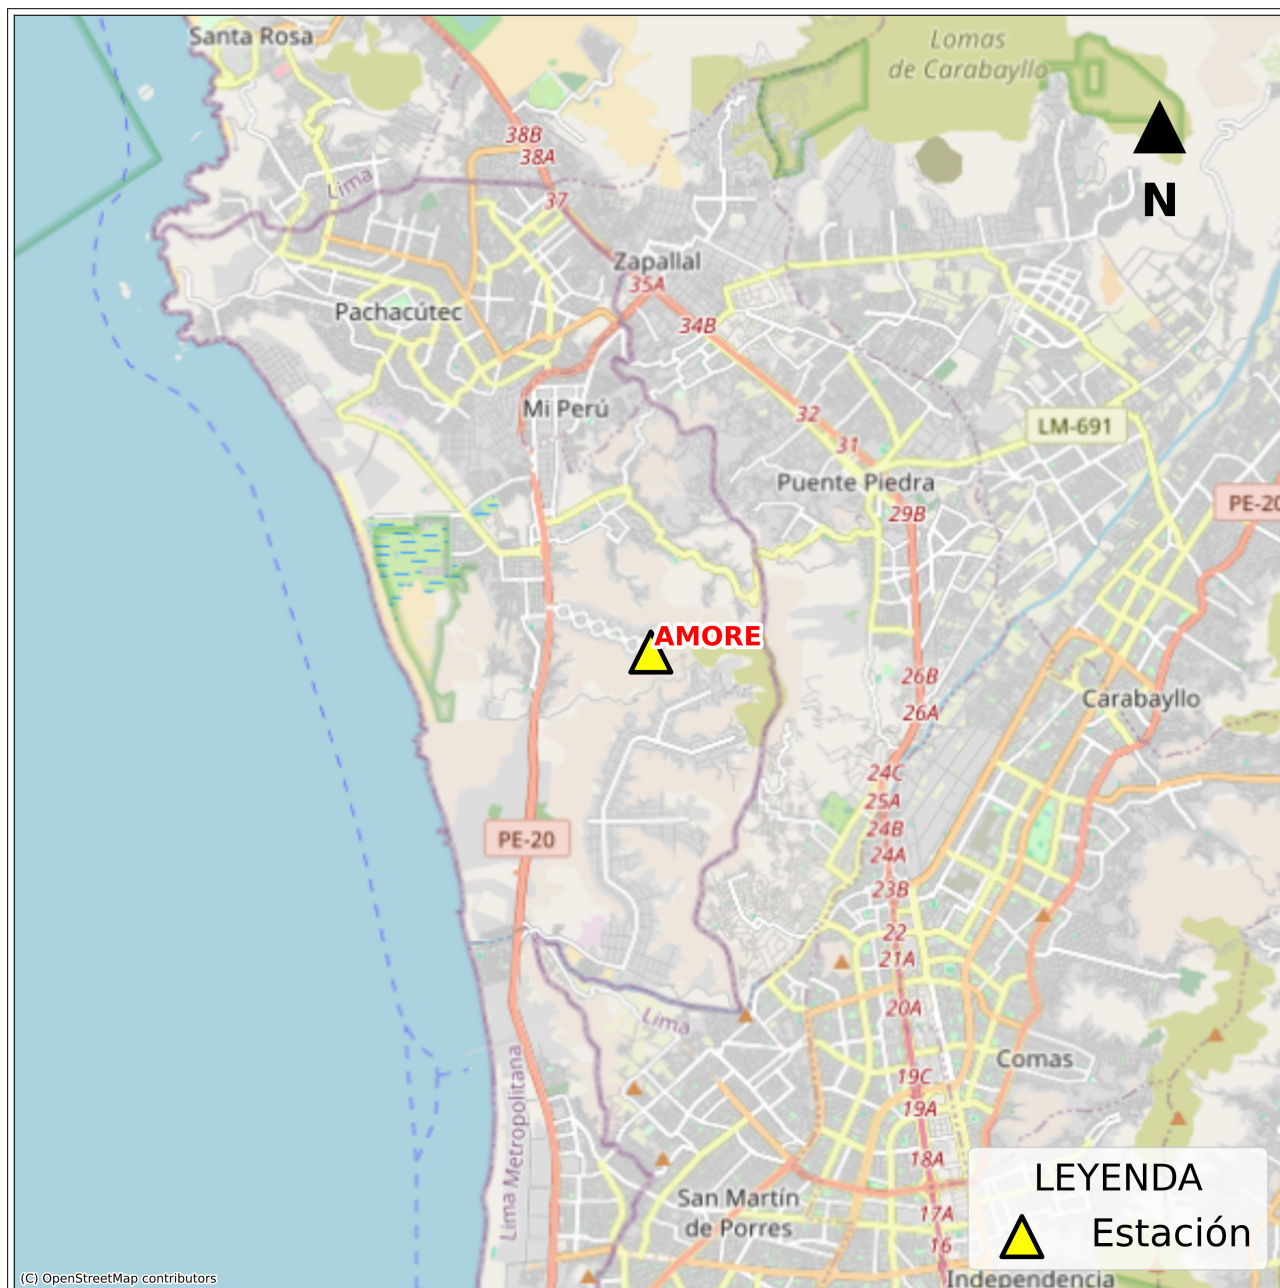 Santa Rosa
Lomas
de Carabayllo
38B
38A
Lima
37
N
Zapallal
35A
Pachacútec
34B
Mi Perú
32
31
LM-691
Puente Piedra
PE-20
29B
AMORE
26B
26A
Carabayllo
24C
25A
24B
24A
PE-20
23B
22
21A
20A
Lima
Comas
19C
19A
Lima Metropolitana
18A
San Martín
de Porres
17A
16
Independencia
LEYENDA
Estación
(C) OpenStreetMap contributors